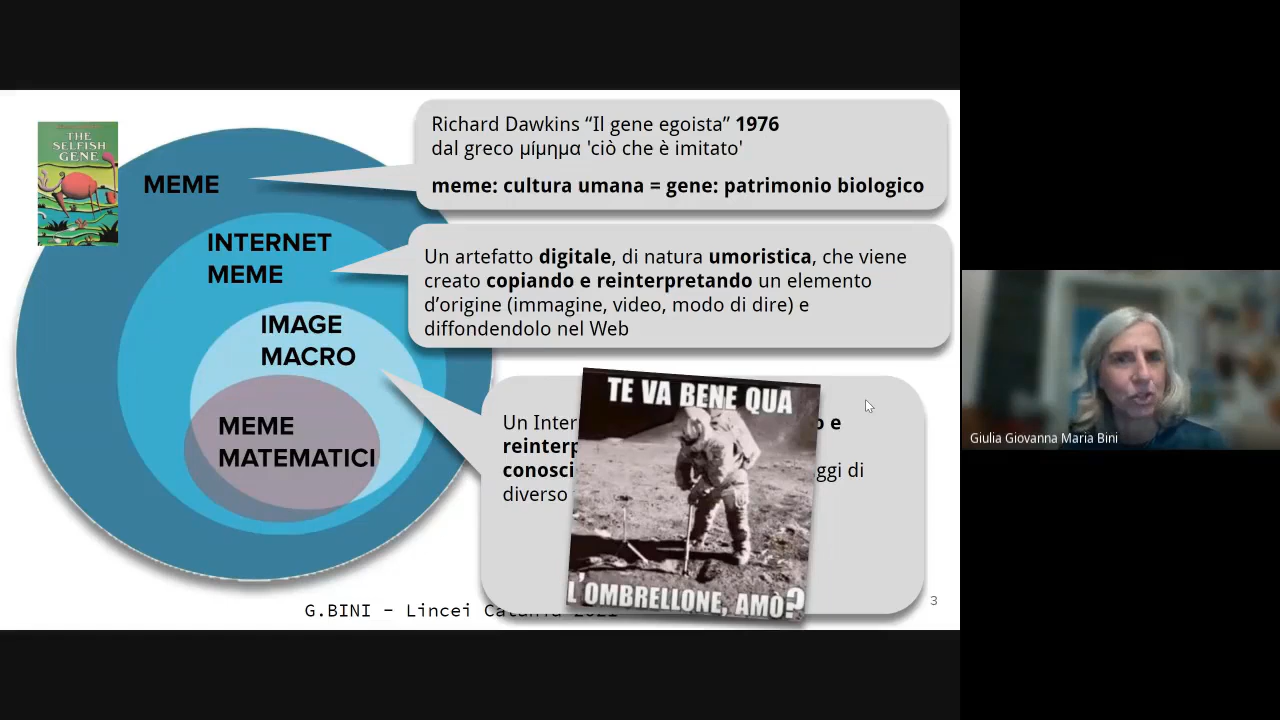 THE
SELFISH
GENE
MEME
INTERNET
MEME
IMAGE
MACRO
MEME
MATEMATICI
Richard Dawkins “Il gene egoista” 1976
dal greco μίμημα 'ciò che è imitato'
meme: cultura umana = gene: patrimonio biologico
Un artefatto digitale, di natura umoristica, che viene
creato copiando e reinterpretando un elemento
d’origine (immagine, video, modo di dire) e
diffondendolo nel Web
Un e
diverso di
TE VA BENE QUA
L'OMBRELLONE, AMÒ?
G.BINI - Lincei
3
Giulia Giovanna Maria Bini